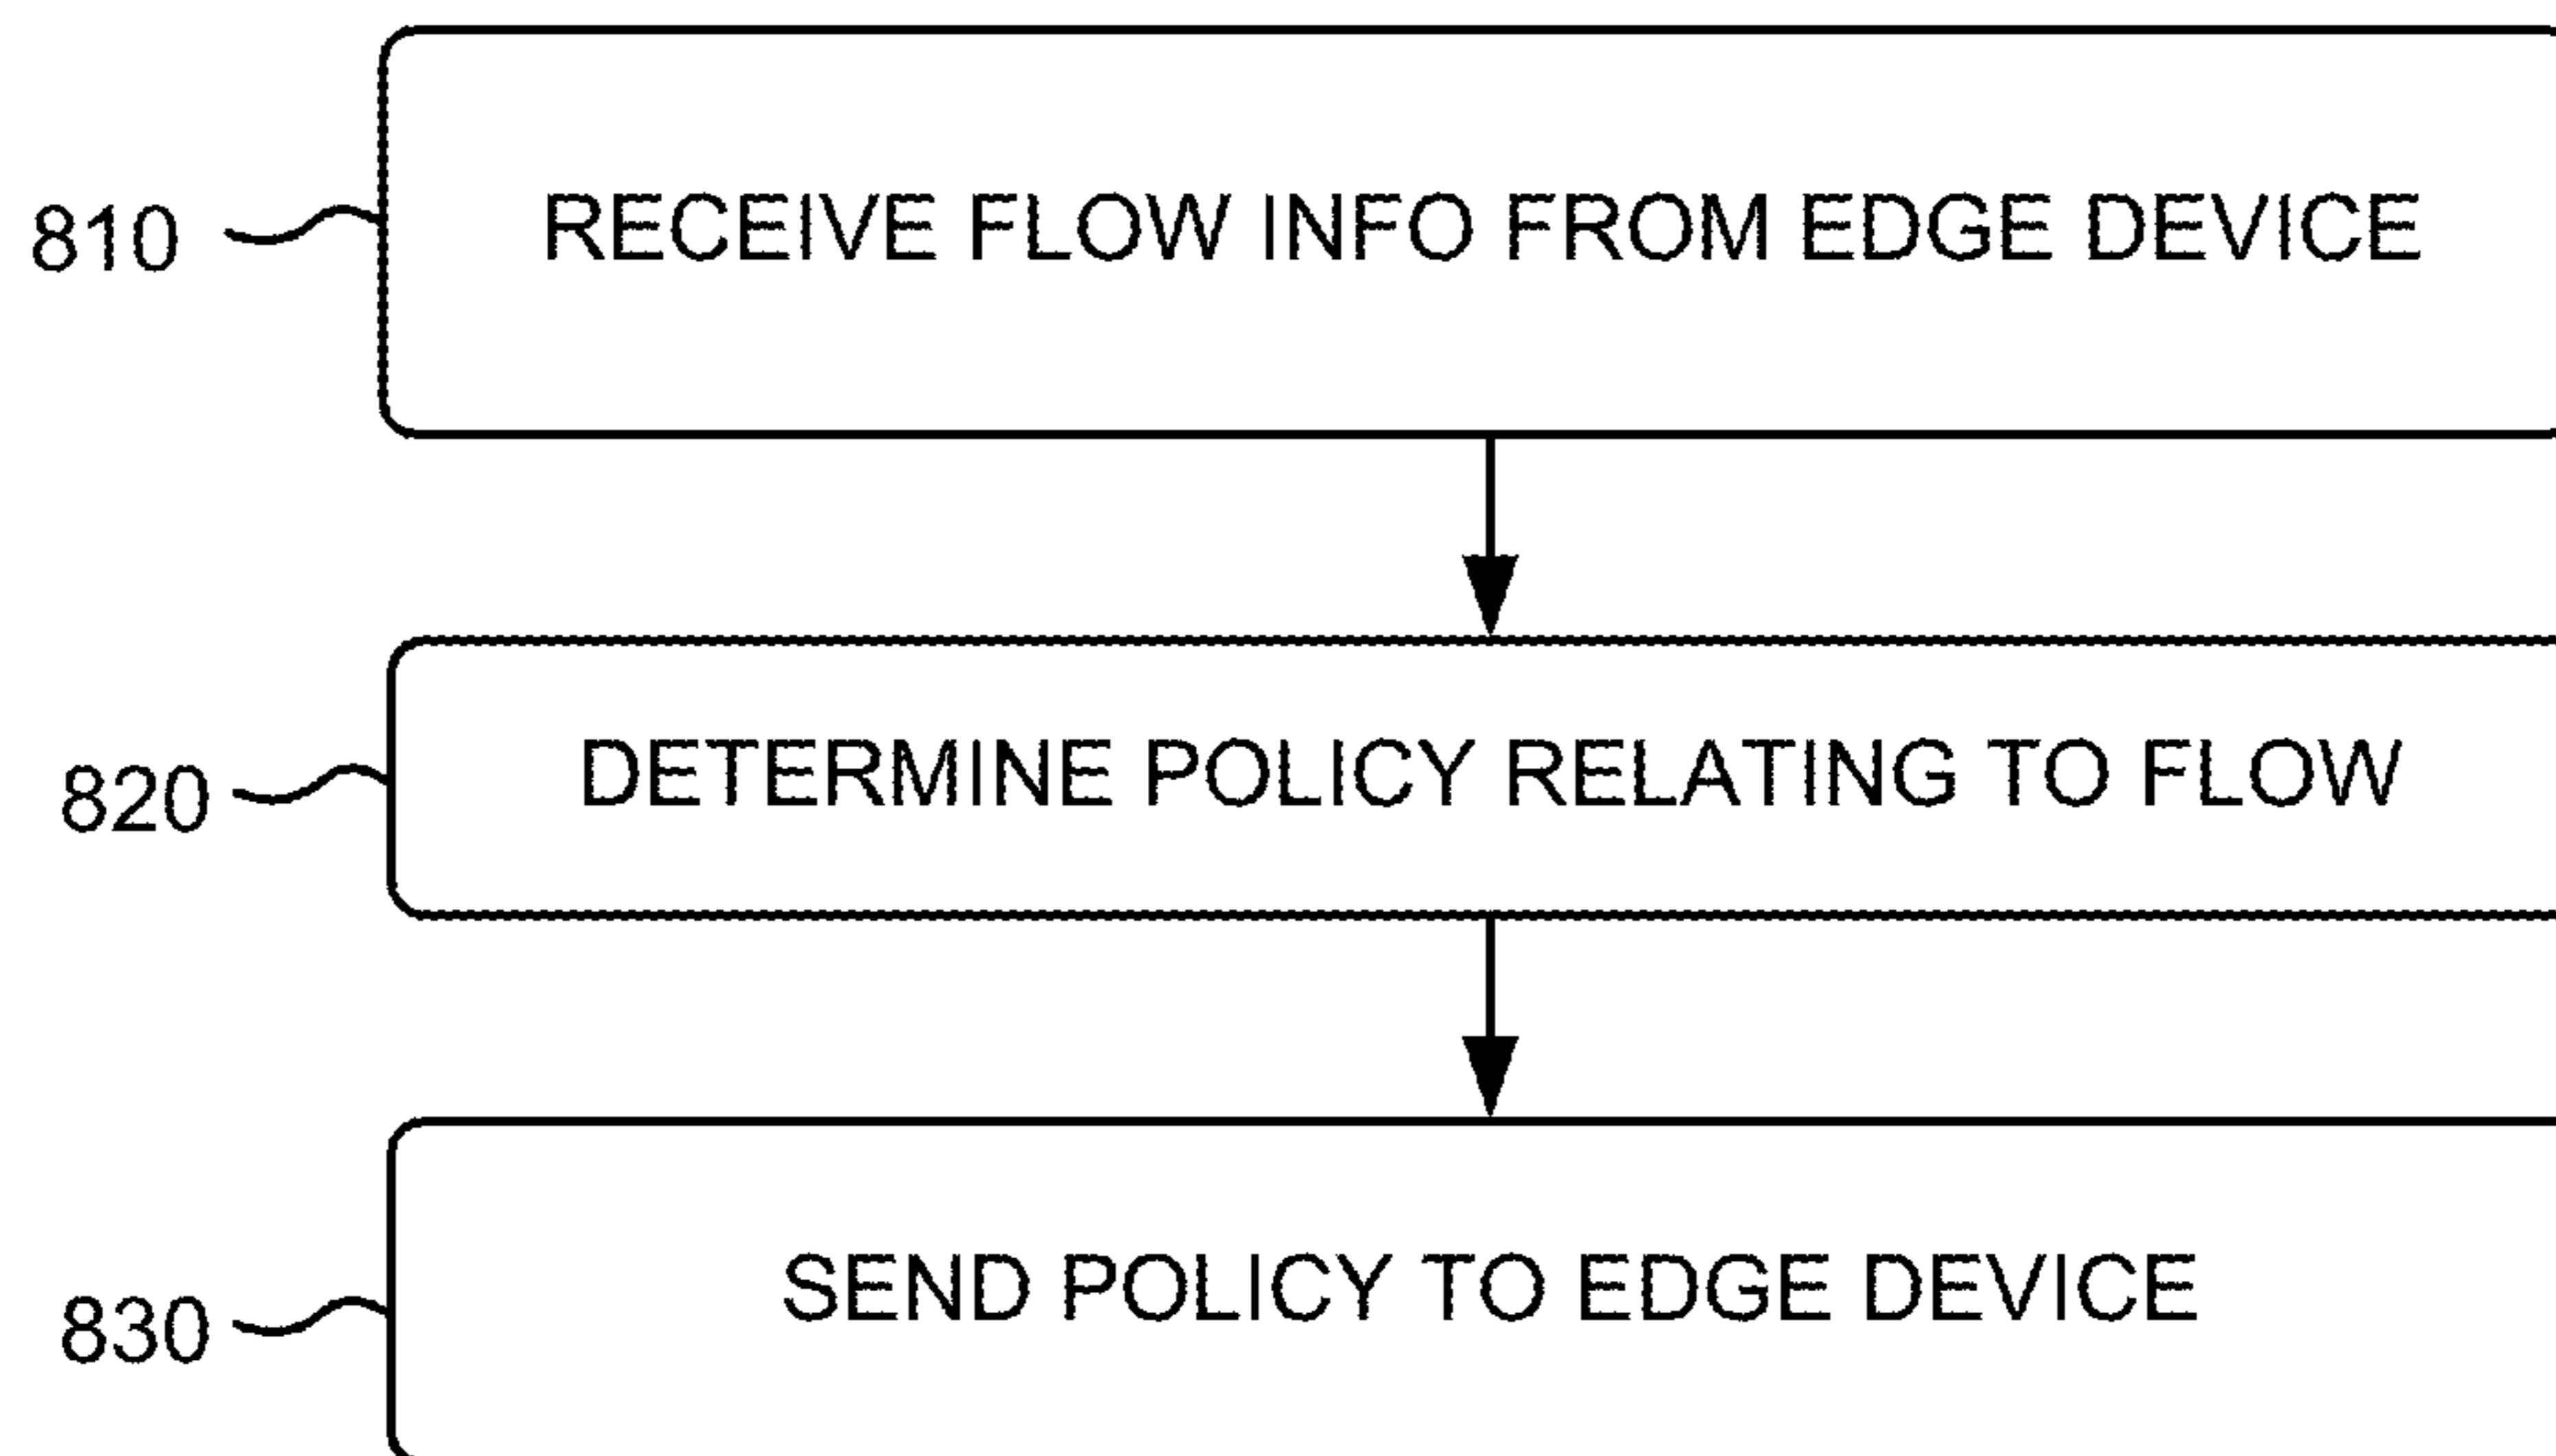 810 RECEIVE FLOW INFO FROM EDGE DEVICE
820 DETERMINE POLICY RELATING TO FLOW
830 SEND POLICY TO EDGE DEVICE